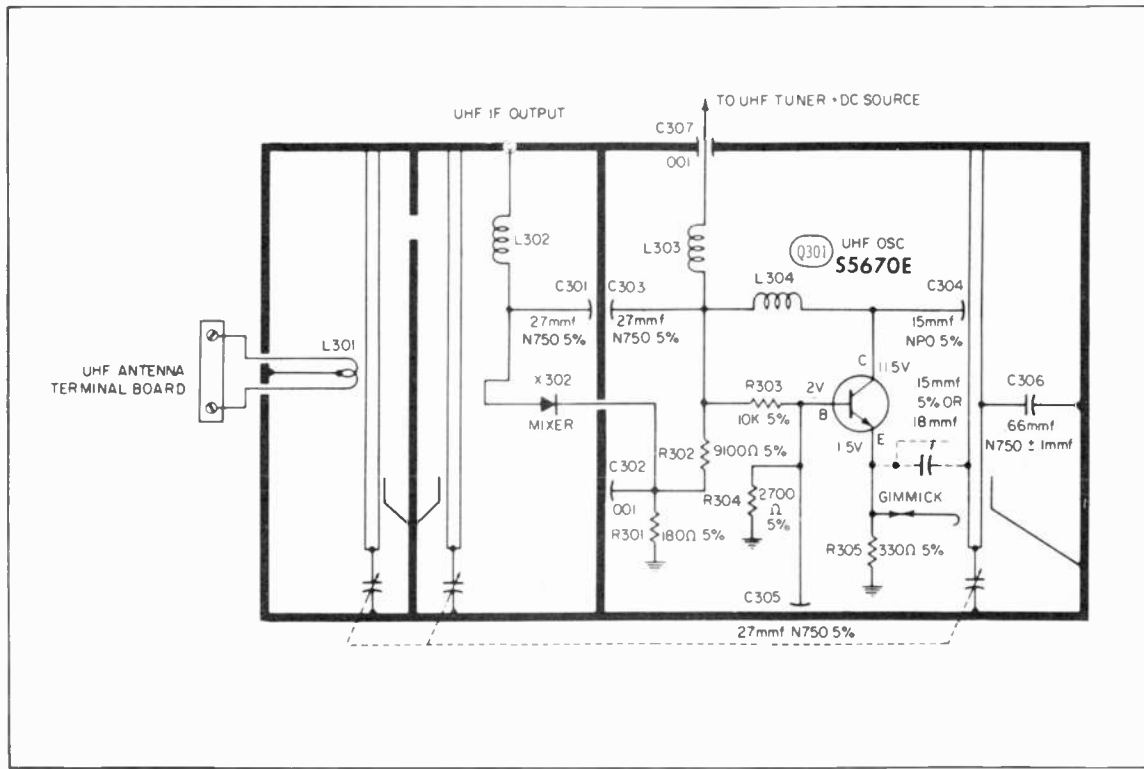 TO UHF TUNER + DC SOURCE
UHF IF OUTPUT
C307
001
L302
L303
Q301
UHF OSC
S5670E
L304
C301
C303
C304
27mmf
N750 5%
27mmf
N750 5%
15mmf
NPO 5%
L301
UHF ANTENNA
TERMINAL BOARD
X302
MIXER
R303
10K 5%
2V
B
C
11.5V
E
1.5V
15mmf
5% OR
18mmf
C306
66mmf
N750 ± 1mmf
R302
9100Ω 5%
C302
001
R304
2700
Ω
5%
GIMMICK
R301
180Ω 5%
R305
330Ω 5%
C305
27mmf N750 5%